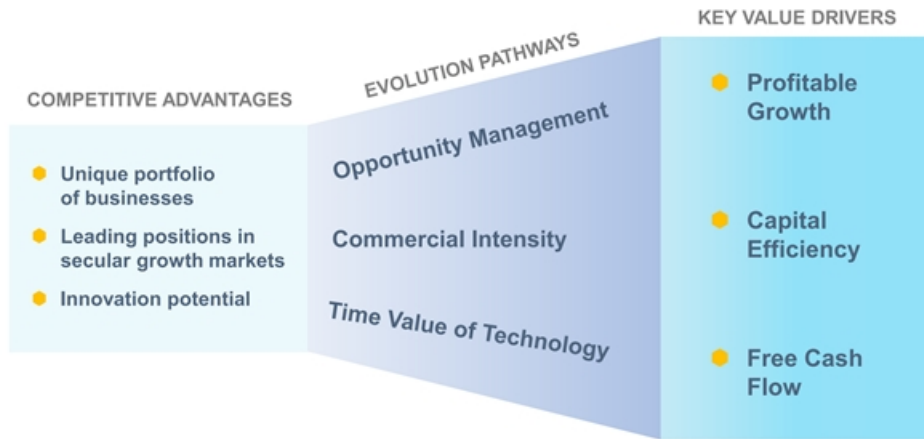 COMPETITIVE ADVANTAGES
Unique portfolio
of businesses
Leading positions in
secular growth markets
Innovation potential
EVOLUTION PATHWAYS
Opportunity Management
Commercial Intensity
Time Value of Technology
KEY VALUE DRIVERS
Profitable
Growth
Capital
Efficiency
Free Cash
Flow